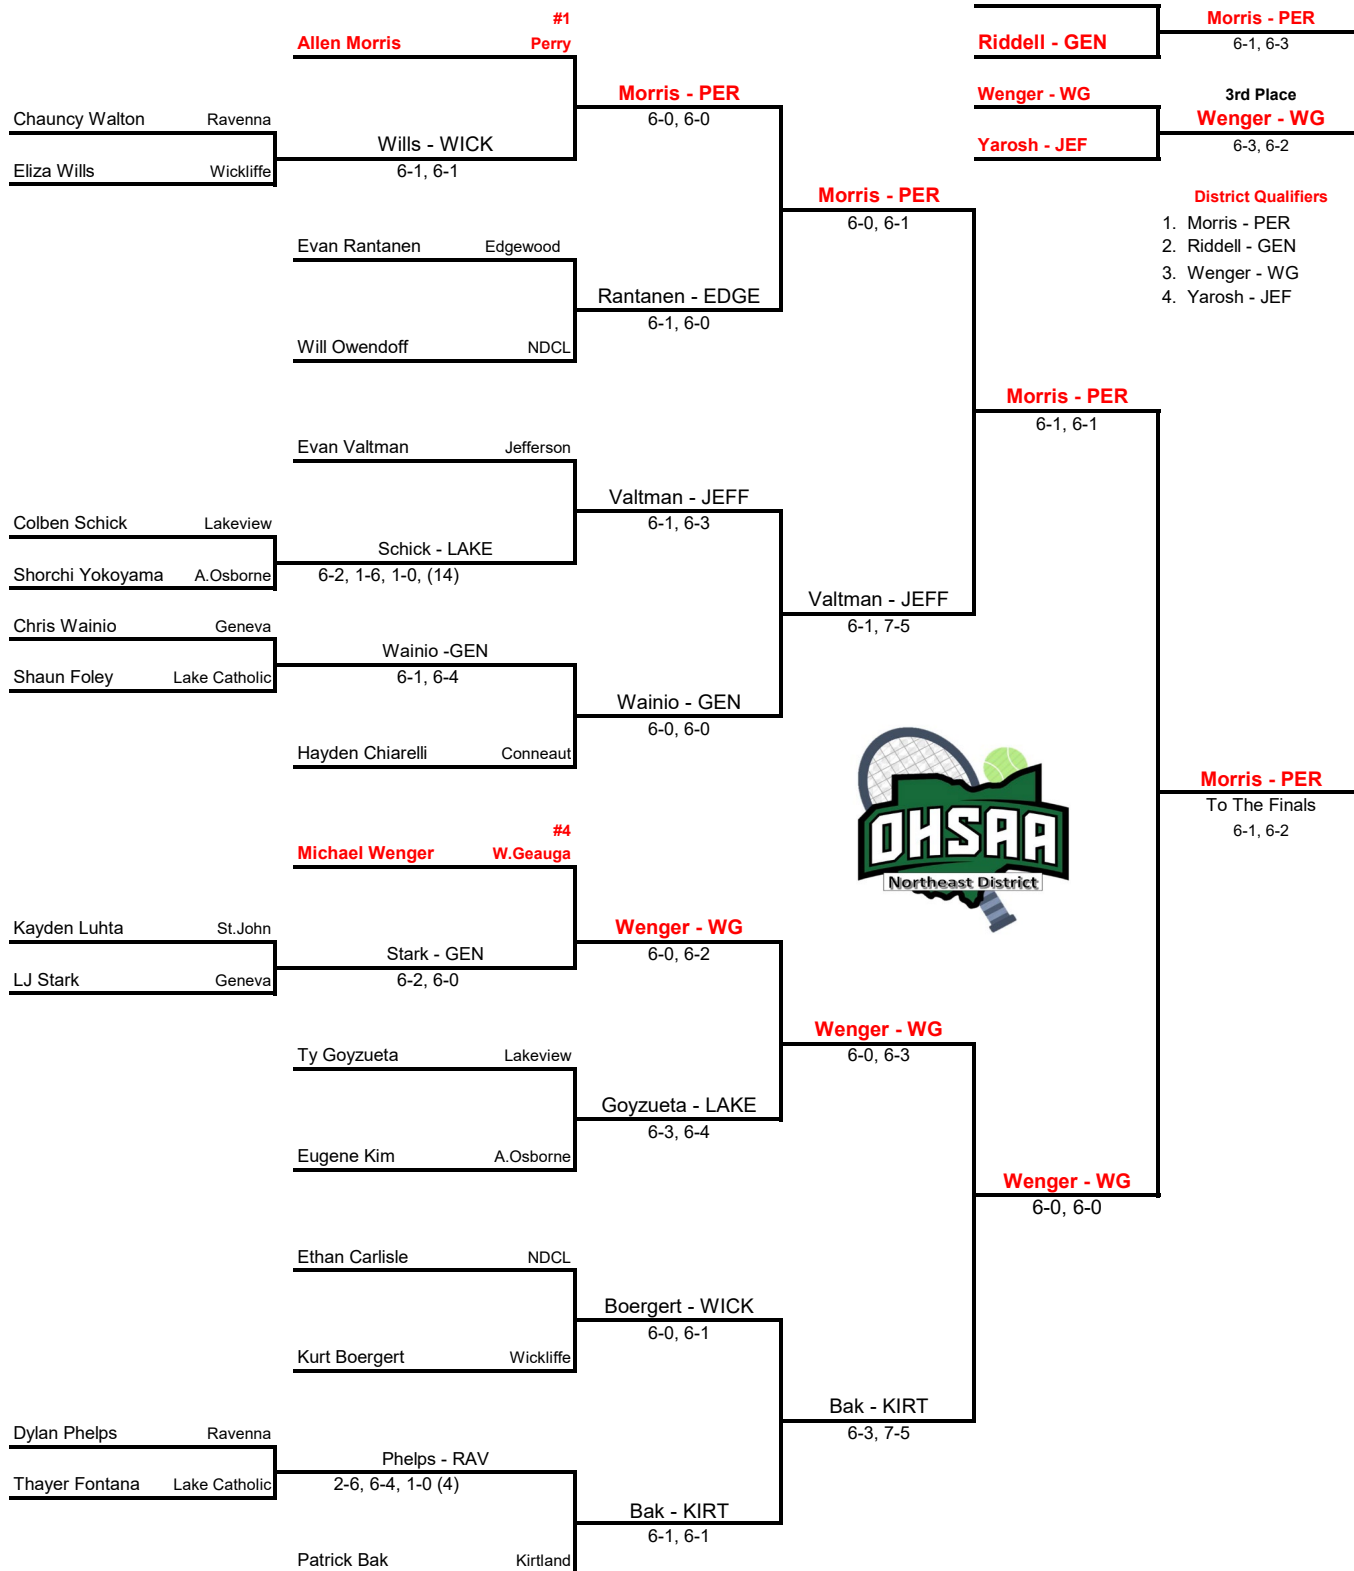 #1
Allen Morris Perry
Morris - PER
6-0, 6-0
Chauncy Walton Ravenna
Wills - WICK
6-1, 6-1
Eliza Wills Wickliffe
Morris - PER
6-0, 6-1
Evan Rantanen Edgewood
Rantanen - EDGE
6-1, 6-0
Will Owendoff NDCL
Morris - PER
6-1, 6-1
Evan Valtman Jefferson
Valtman - JEFF
6-1, 6-3
Colben Schick Lakeview
Schick - LAKE
6-2, 1-6, 1-0, (14)
Shorchi Yokoyama A.Osborne
Valtman - JEFF
6-1, 7-5
Chris Wainio Geneva
Wainio -GEN
6-1, 6-4
Shaun Foley Lake Catholic
Wainio - GEN
6-0, 6-0
Hayden Chiarelli Conneaut
Morris - PER
To The Finals
6-1, 6-2
#4
Michael Wenger W.Geauga
Wenger - WG
6-0, 6-2
Kayden Luhta St.John
Stark - GEN
6-2, 6-0
LJ Stark Geneva
Wenger - WG
6-0, 6-3
Ty Goyzueta Lakeview
Goyzueta - LAKE
6-3, 6-4
Eugene Kim A.Osborne
Wenger - WG
6-0, 6-0
Ethan Carlisle NDCL
Boergert - WICK
6-0, 6-1
Kurt Boergert Wickliffe
Bak - KIRT
6-3, 7-5
Dylan Phelps Ravenna
Phelps - RAV
2-6, 6-4, 1-0 (4)
Thayer Fontana Lake Catholic
Bak - KIRT
6-1, 6-1
Patrick Bak Kirtland
Morris - PER
6-1, 6-3
Riddell - GEN
Wenger - WG
3rd Place
Wenger - WG
6-3, 6-2
Yarosh - JEF
District Qualifiers
1. Morris - PER
2. Riddell - GEN
3. Wenger - WG
4. Yarosh - JEF
OHSAA
Northeast District